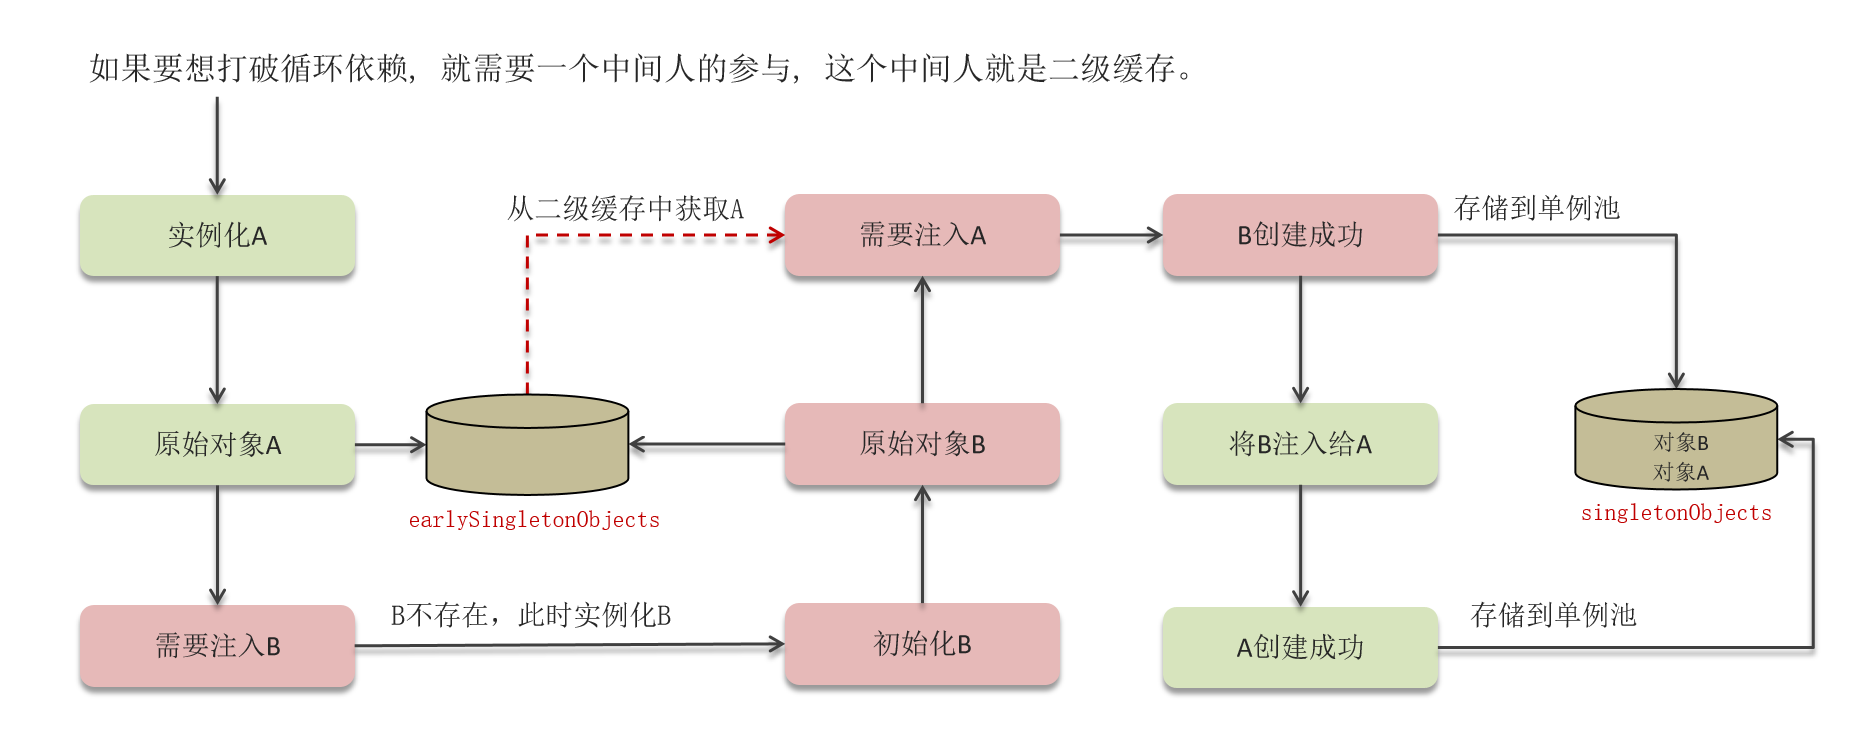 如果要想打破循环依赖，就需要一个中间人的参与，这个中间人就是二级缓存。
实例化A
从二级缓存中获取A
需要注入A
B创建成功
存储到单例池
原始对象A
原始对象B
将B注入给A
对象B
对象A
earlySingletonObjects
singletonObjects
需要注入B
B不存在，此时实例化B
初始化B
A创建成功
存储到单例池